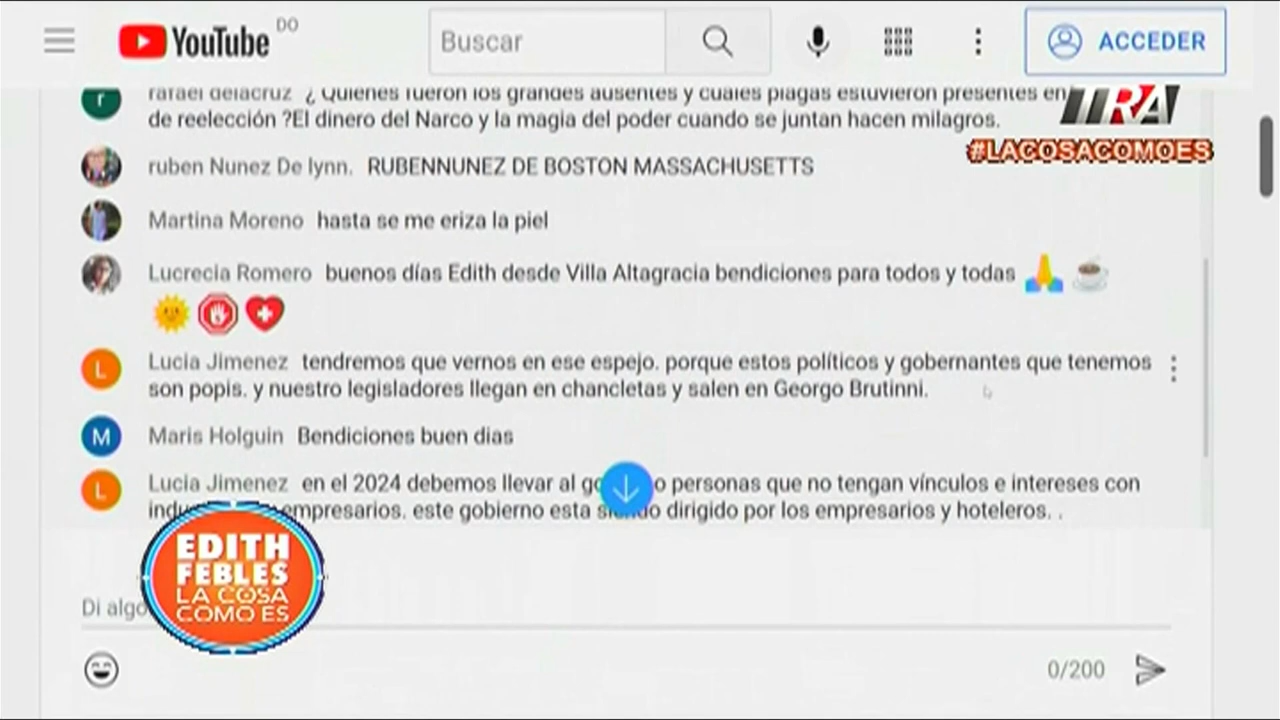 YouTube DO
Buscar
ACCEDER
rafael delacruz ¿ Quienes fueron los grandes ausentes y cuales plagas estuvieron presentes en
de reelección ?El dinero del Narco y la magia del poder cuando se juntan hacen milagros.
TRA
#LACOSACOMOES
ruben Nunez De lynn. RUBENNUNEZ DE BOSTON MASSACHUSETTS
Martina Moreno hasta se me eriza la piel
Lucrecia Romero buenos días Edith desde Villa Altagracia bendiciones para todos y todas
Lucia Jimenez tendremos que vernos en ese espejo. porque estos políticos y gobernantes que tenemos
son popis. y nuestro legisladores llegan en chancletas y salen en Georgo Brutinni.
Maris Holguin Bendiciones buen dias
Lucia Jimenez en el 2024 debemos llevar al go o personas que no tengan vínculos e intereses con
empresarios. este gobierno esta siendo dirigido por los empresarios y hoteleros. .
EDITH
FEBLES
LA COSA
COMO ES
Di algo
0/200